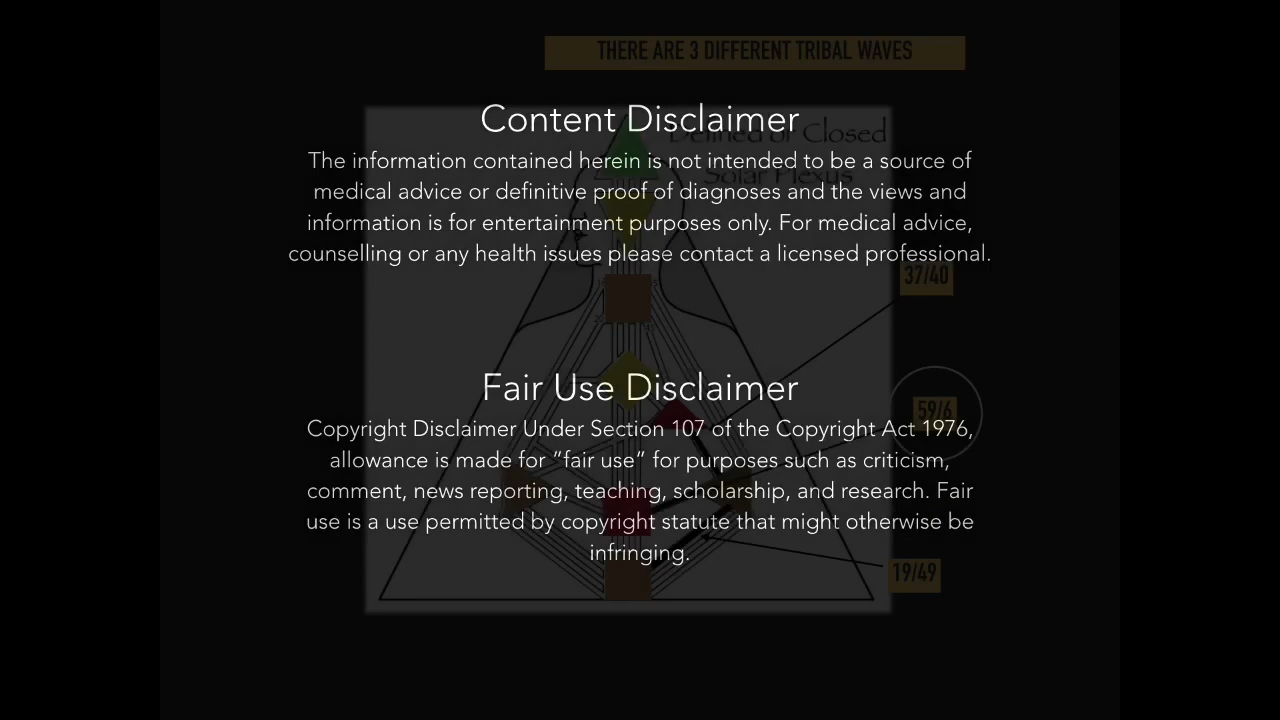 THERE ARE 3 DIFFERENT TRIBAL WAVES
Content Disclaimer
Defined or Closed
Solar Plexus
The information contained herein is not intended to be a source of
medical advice or definitive proof of diagnoses and the views and
information is for entertainment purposes only. For medical advice,
counselling or any health issues please contact a licensed professional.
37/40
Fair Use Disclaimer
59/6
Copyright Disclaimer Under Section 107 of the Copyright Act 1976,
allowance is made for “fair use” for purposes such as criticism,
comment, news reporting, teaching, scholarship, and research. Fair
use is a use permitted by copyright statute that might otherwise be
infringing.
19/49